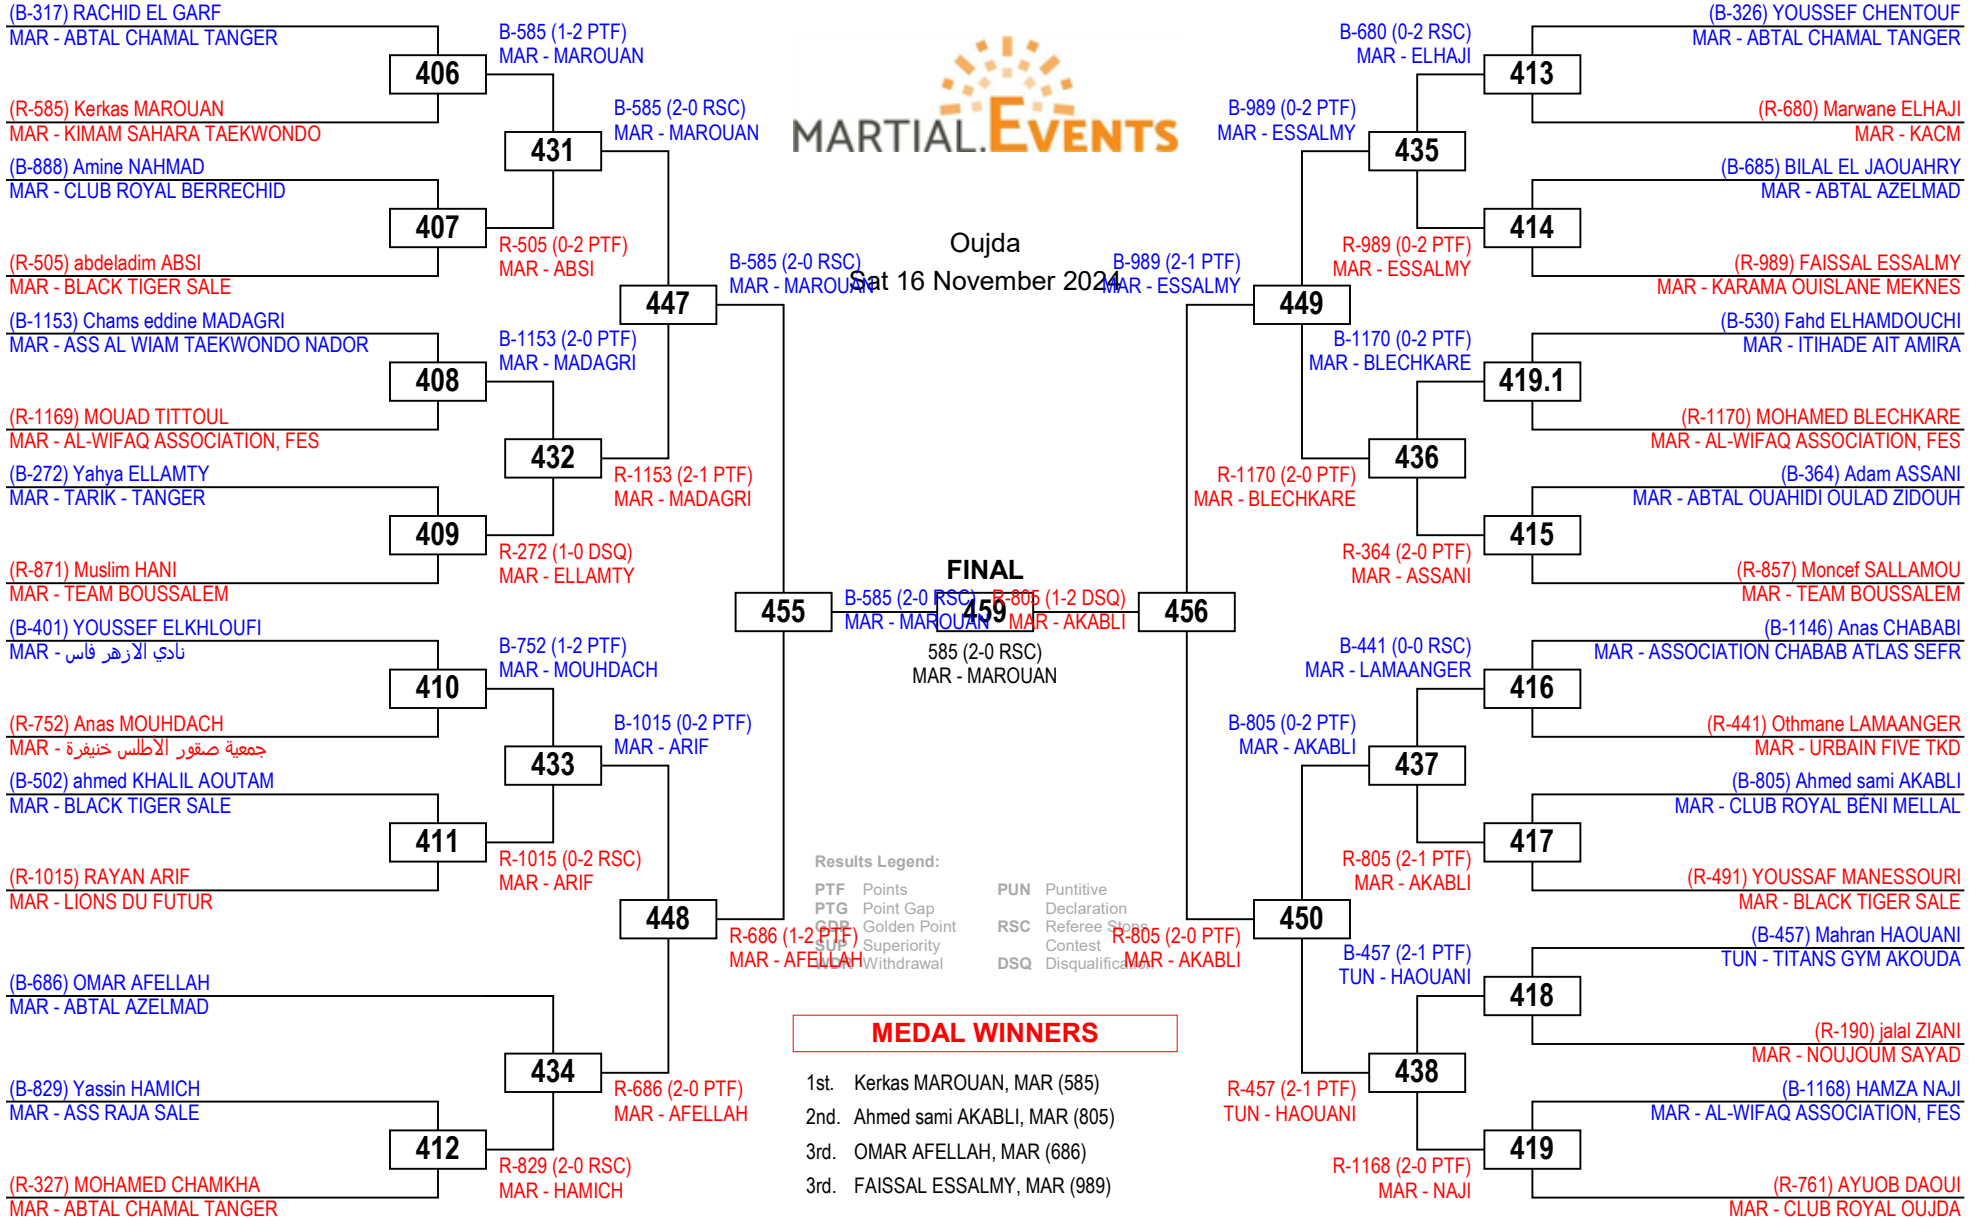 (B-317) RACHID EL GARF
MAR - ABTAL CHAMAL TANGER
406
(R-585) Kerkas MAROUAN
MAR - KIMAM SAHARA TAEKWONDO
(B-888) Amine NAHMAD
MAR - CLUB ROYAL BERRECHID
407
(R-505) abdeladim ABSI
MAR - BLACK TIGER SALE
(B-1153) Chams eddine MADAGRI
MAR - ASS AL WIAM TAEKWONDO NADOR
408
(R-1169) MOUAD TITTOUL
MAR - AL-WIFAQ ASSOCIATION, FES
(B-272) Yahya ELLAMTY
MAR - TARIK - TANGER
409
(R-871) Muslim HANI
MAR - TEAM BOUSSALEM
(B-401) YOUSSEF ELKHLOUFI
MAR - نادي الازهر فاس
410
(R-752) Anas MOUHDACH
MAR - جمعية صقور الاطلس خنيفرة
(B-502) ahmed KHALIL AOUTAM
MAR - BLACK TIGER SALE
411
(R-1015) RAYAN ARIF
MAR - LIONS DU FUTUR
(B-686) OMAR AFELLAH
MAR - ABTAL AZELMAD
(B-829) Yassin HAMICH
MAR - ASS RAJA SALE
412
(R-327) MOHAMED CHAMKHA
MAR - ABTAL CHAMAL TANGER
B-585 (1-2 PTF)
MAR - MAROUAN
431
R-505 (0-2 PTF)
MAR - ABSI
B-1153 (2-0 PTF)
MAR - MADAGRI
432
R-272 (1-0 DSQ)
MAR - ELLAMTY
B-752 (1-2 PTF)
MAR - MOUHDACH
433
R-1015 (0-2 RSC)
MAR - ARIF
434
R-829 (2-0 RSC)
MAR - HAMICH
B-585 (2-0 RSC)
MAR - MAROUAN
447
R-1153 (2-1 PTF)
MAR - MADAGRI
B-1015 (0-2 PTF)
MAR - ARIF
448
R-686 (2-0 PTF)
MAR - AFELLAH
B-585 (2-0 RSC)
MAR - MAROUAN
455
R-686 (1-2 PTF)
MAR - AFELLAH
MARTIAL.EVENTS
Oujda
Sat 16 November 2024
FINAL
B-585 (2-0 RSC)
MAR - MAROUAN
459
R-805 (1-2 DSQ)
MAR - AKABLI
585 (2-0 RSC)
MAR - MAROUAN
Results Legend:
PTF Points
PTG Point Gap
GDP Golden Point
SUP Superiority
WDR Withdrawal
PUN Puntitive
Declaration
RSC Referee Stops
Contest
DSQ Disqualification
MEDAL WINNERS
1st. Kerkas MAROUAN, MAR (585)
2nd. Ahmed sami AKABLI, MAR (805)
3rd. OMAR AFELLAH, MAR (686)
3rd. FAISSAL ESSALMY, MAR (989)
B-989 (2-1 PTF)
MAR - ESSALMY
456
R-805 (2-0 PTF)
MAR - AKABLI
B-989 (0-2 PTF)
MAR - ESSALMY
449
R-1170 (2-0 PTF)
MAR - BLECHKARE
B-805 (0-2 PTF)
MAR - AKABLI
450
R-457 (2-1 PTF)
TUN - HAOUANI
B-680 (0-2 RSC)
MAR - ELHAJI
435
R-989 (0-2 PTF)
MAR - ESSALMY
B-1170 (0-2 PTF)
MAR - BLECHKARE
436
R-364 (2-0 PTF)
MAR - ASSANI
B-441 (0-0 RSC)
MAR - LAMAANGER
437
R-805 (2-1 PTF)
MAR - AKABLI
B-457 (2-1 PTF)
TUN - HAOUANI
438
R-1168 (2-0 PTF)
MAR - NAJI
(B-326) YOUSSEF CHENTOUF
MAR - ABTAL CHAMAL TANGER
413
(R-680) Marwane ELHAJI
MAR - KACM
(B-685) BILAL EL JAOUAHRY
MAR - ABTAL AZELMAD
414
(R-989) FAISSAL ESSALMY
MAR - KARAMA OUISLANE MEKNES
(B-530) Fahd ELHAMDOUCHI
MAR - ITIHADE AIT AMIRA
419.1
(R-1170) MOHAMED BLECHKARE
MAR - AL-WIFAQ ASSOCIATION, FES
(B-364) Adam ASSANI
MAR - ABTAL OUAHIDI OULAD ZIDOUH
415
(R-857) Moncef SALLAMOU
MAR - TEAM BOUSSALEM
(B-1146) Anas CHABABI
MAR - ASSOCIATION CHABAB ATLAS SEFR
416
(R-441) Othmane LAMAANGER
MAR - URBAIN FIVE TKD
(B-805) Ahmed sami AKABLI
MAR - CLUB ROYAL BÉNI MELLAL
417
(R-491) YOUSSAF MANESSOURI
MAR - BLACK TIGER SALE
(B-457) Mahran HAOUANI
TUN - TITANS GYM AKOUDA
418
(R-190) jalal ZIANI
MAR - NOUJOUM SAYAD
(B-1168) HAMZA NAJI
MAR - AL-WIFAQ ASSOCIATION, FES
419
(R-761) AYUOB DAOUI
MAR - CLUB ROYAL OUJDA